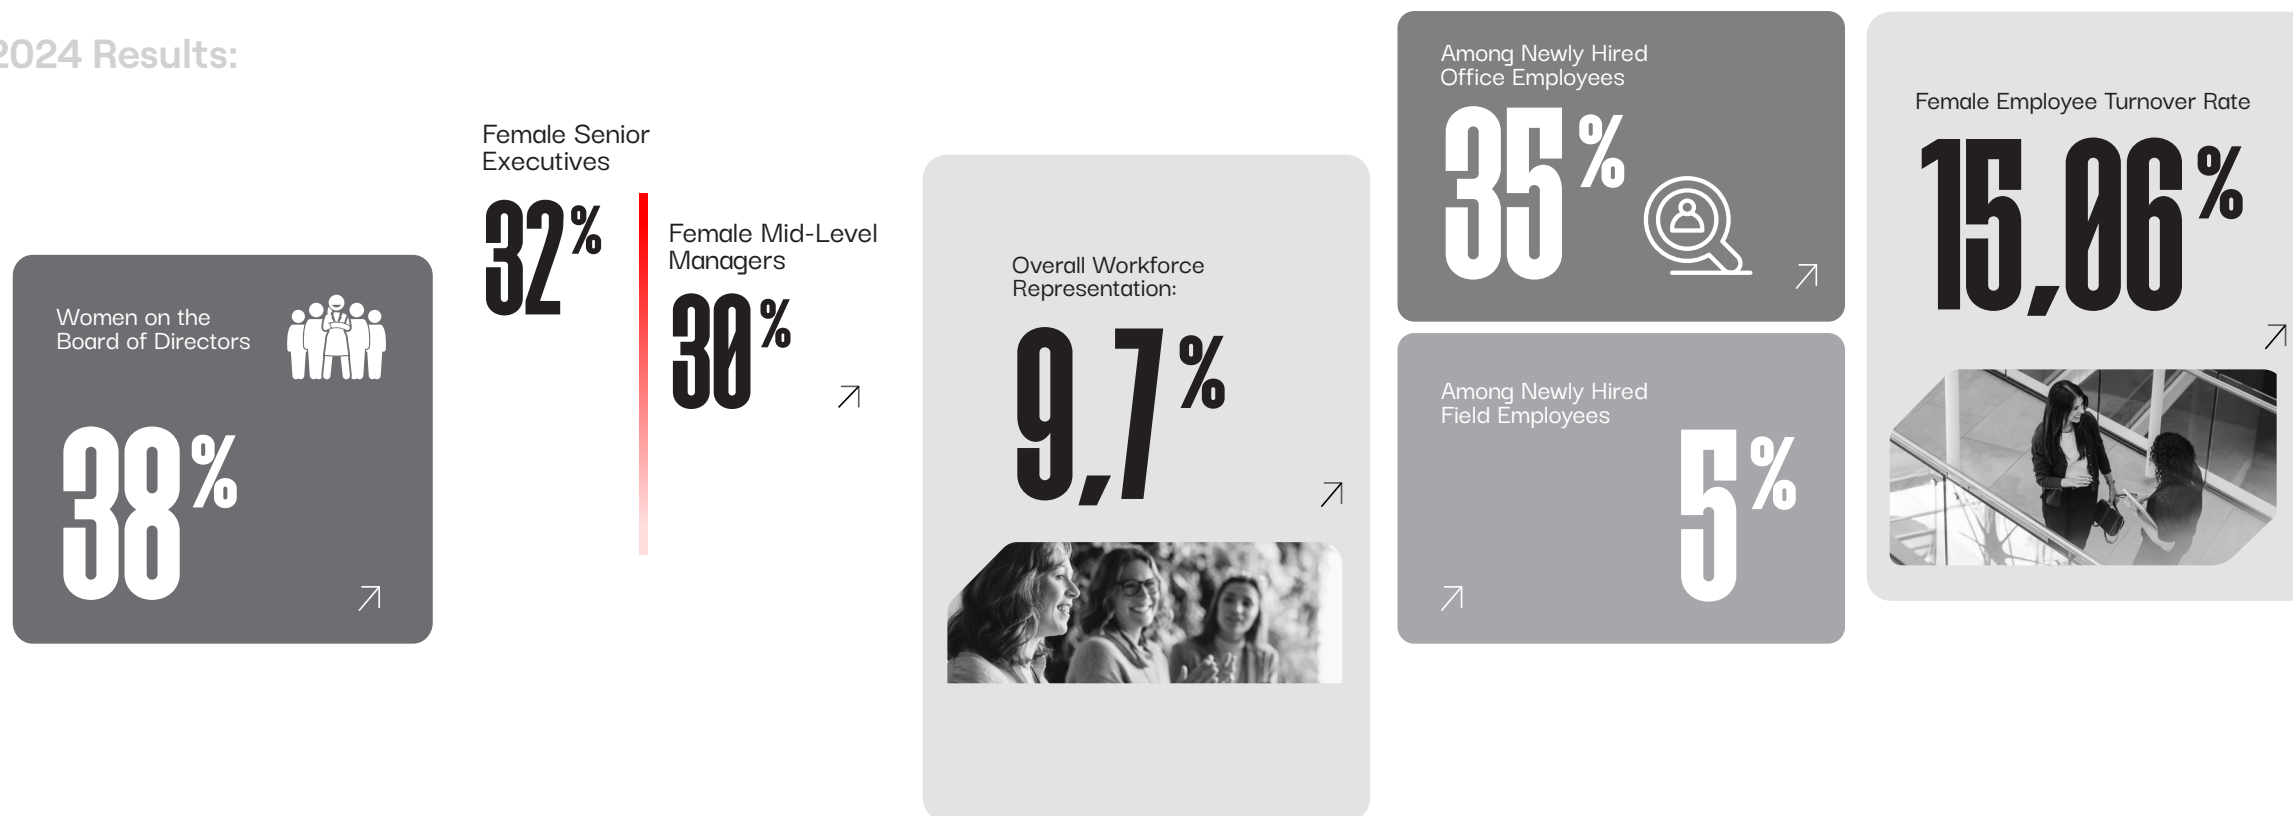 2024 Results:
Women on the
Board of Directors
38%
Female Senior
Executives
32%
Female Mid-Level
Managers
30%
Overall Workforce
Representation:
9,7%
Among Newly Hired
Office Employees
35%
Among Newly Hired
Field Employees
5%
Female Employee Turnover Rate
15,06%